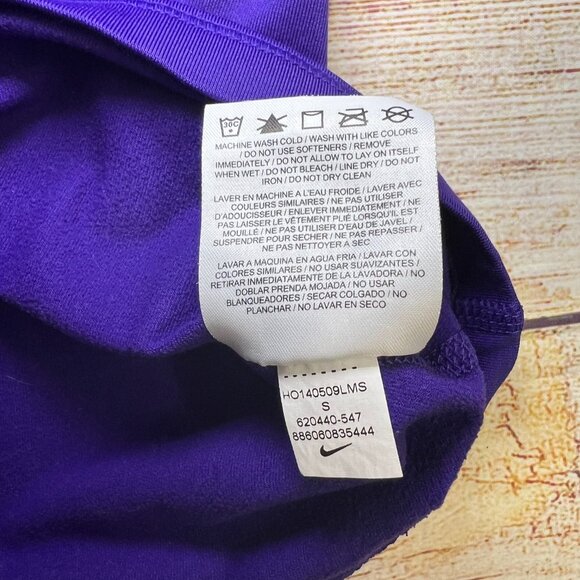 30C
MACHINE WASH COLD / WASH WITH LIKE COLORS
/ DO NOT USE SOFTENERS / REMOVE
IMMEDIATELY / DO NOT ALLOW TO LAY ON ITSELF
WHEN WET / DO NOT BLEACH / LINE DRY / DO NOT
IRON / DO NOT DRY CLEAN
LAVER EN MACHINE A L'EAU FROIDE / LAVER AVEC
COULEURS SIMILAIRES / NE PAS UTILISER
D'ADOUCISSEUR / ENLEVER IMMEDIATEMENT / NE
PAS LAISSER LE VÊTEMENT PLIÉ LORSQU'IL EST
MOUILLÉ / NE PAS UTILISER D'EAU DE JAVEL /
SUSPENDRE POUR SECHER / NE PAS REPASSER /
NE PAS NETTOYER A SEC
LAVAR A MAQUINA EN AGUA FRIA / LAVAR CON
COLORES SIMILARES / NO USAR SUAVIZANTES /
RETIRAR INMEDIATAMENTE DE LA LAVADORA / NO
DOBLAR PRENDA MOJADA / NO USAR
BLANQUEADORES / SECAR COLGADO / NO
PLANCHAR / NO LAVAR EN SECO
HO140509LMS
S
620440-547
886060835444